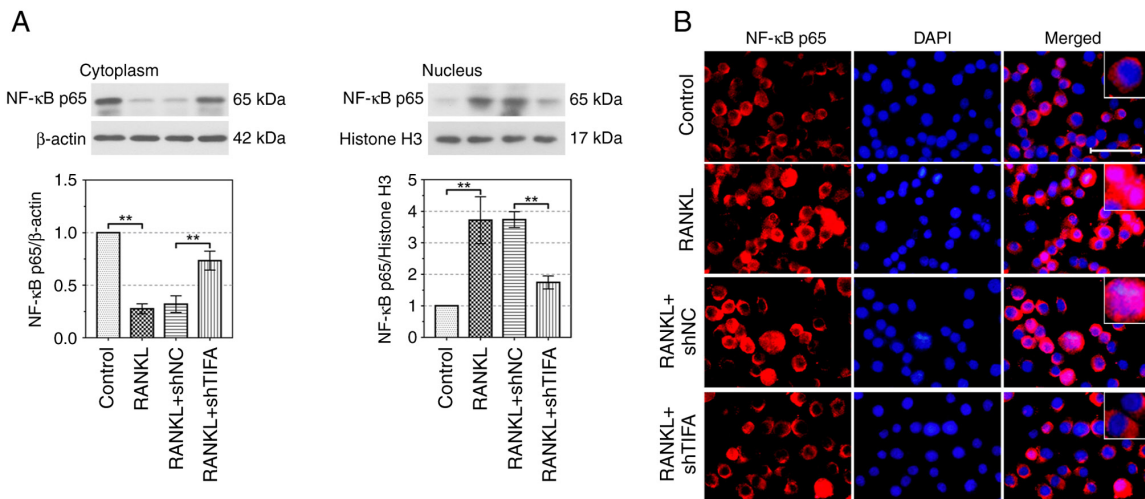 A
Cytoplasm
NF-κB p65
65 kDa
β-actin
42 kDa
NF-κB p65/β-actin
1.5
1.0
0.5
0.0
**
**
Control
RANKL
RANKL+shNC
RANKL+shTIFA
Nucleus
NF-κB p65
65 kDa
Histone H3
17 kDa
NF-κB p65/Histone H3
5
4
3
2
1
0
**
**
Control
RANKL
RANKL+shNC
RANKL+shTIFA
B
NF-κB p65
DAPI
Merged
Control
RANKL
RANKL+
shNC
RANKL+
shTIFA